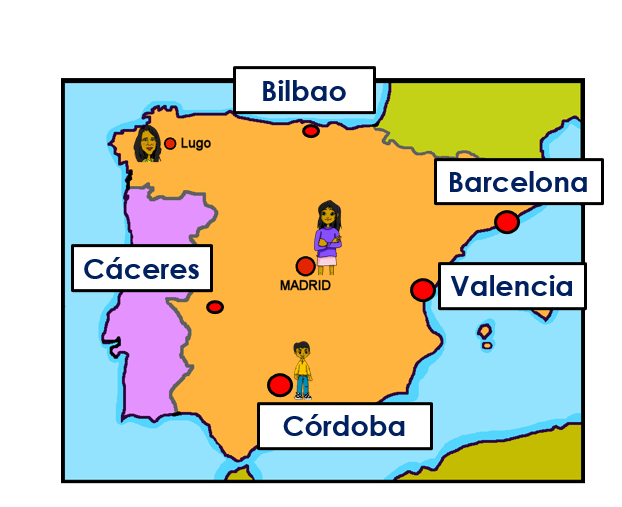 Bilbao
Lugo
Barcelona
Cáceres
MADRID
Valencia
Córdoba